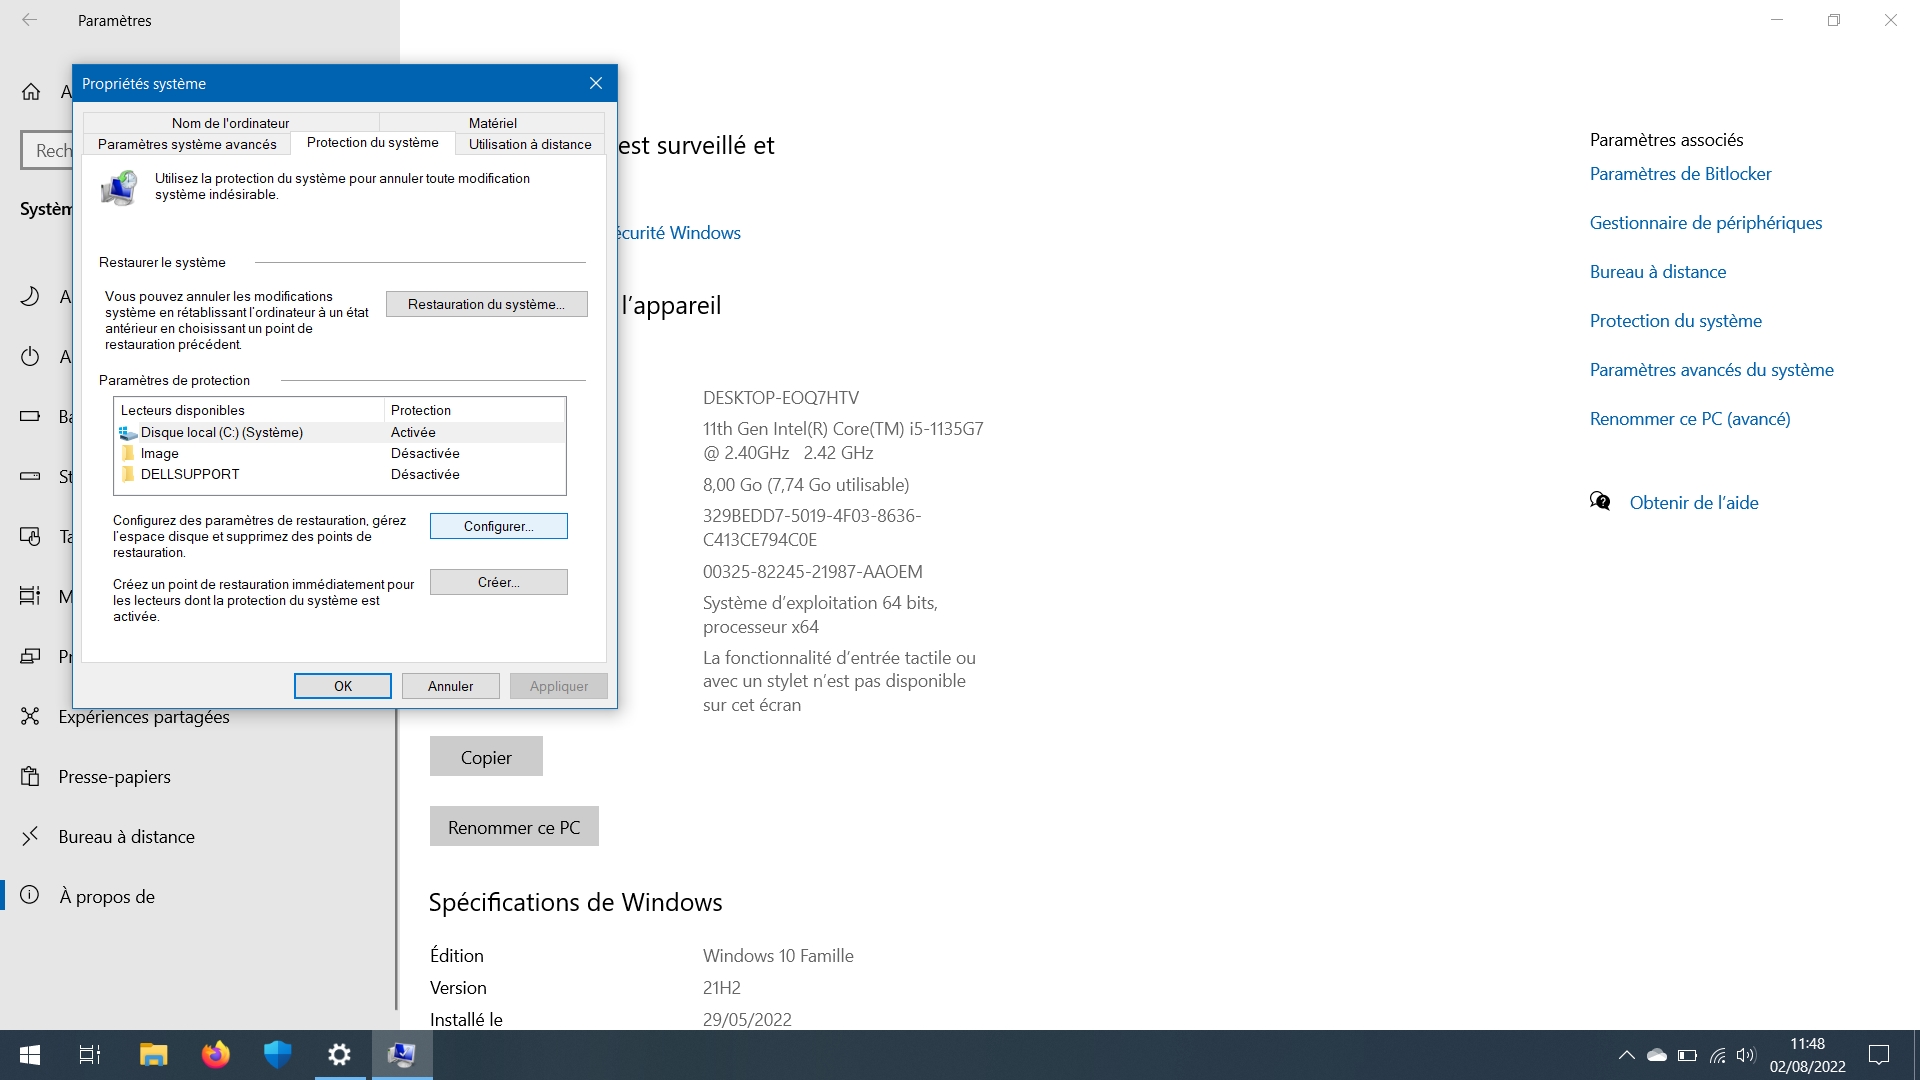 Paramètres
Propriétés système
Nom de l'ordinateur
Matériel
Paramètres système avancés
Protection du système
Utilisation à distance
Utilisez la protection du système pour annuler toute modification
système indésirable.
Restaurer le système
Vous pouvez annuler les modifications
système en rétablissant l'ordinateur à un état
antérieur en choisissant un point de
restauration précédent.
Restauration du système...
Paramètres de protection
Lecteurs disponibles
Protection
Disque local (C:) (Système)
Activée
Image
Désactivée
DELLSUPPORT
Désactivée
Configurez des paramètres de restauration, gérez
l'espace disque et supprimez des points de
restauration.
Configurer...
Créez un point de restauration immédiatement pour
les lecteurs dont la protection du système est
activée.
Créer...
OK
Annuler
Appliquer
A
Rech
Systèm
A
A
Ba
St
Ta
M
Pr
Expériences partagées
Presse-papiers
Bureau à distance
À propos de
est surveillé et
écurité Windows
l'appareil
DESKTOP-EOQ7HTV
11th Gen Intel(R) Core(TM) i5-1135G7
@ 2.40GHz 2.42 GHz
8,00 Go (7,74 Go utilisable)
329BEDD7-5019-4F03-8636-
C413CE794C0E
00325-82245-21987-AAOEM
Système d'exploitation 64 bits,
processeur x64
La fonctionnalité d'entrée tactile ou
avec un stylet n'est pas disponible
sur cet écran
Copier
Renommer ce PC
Spécifications de Windows
Édition
Windows 10 Famille
Version
21H2
Installé le
29/05/2022
Paramètres associés
Paramètres de Bitlocker
Gestionnaire de périphériques
Bureau à distance
Protection du système
Paramètres avancés du système
Renommer ce PC (avancé)
Obtenir de l'aide
11:48
02/08/2022